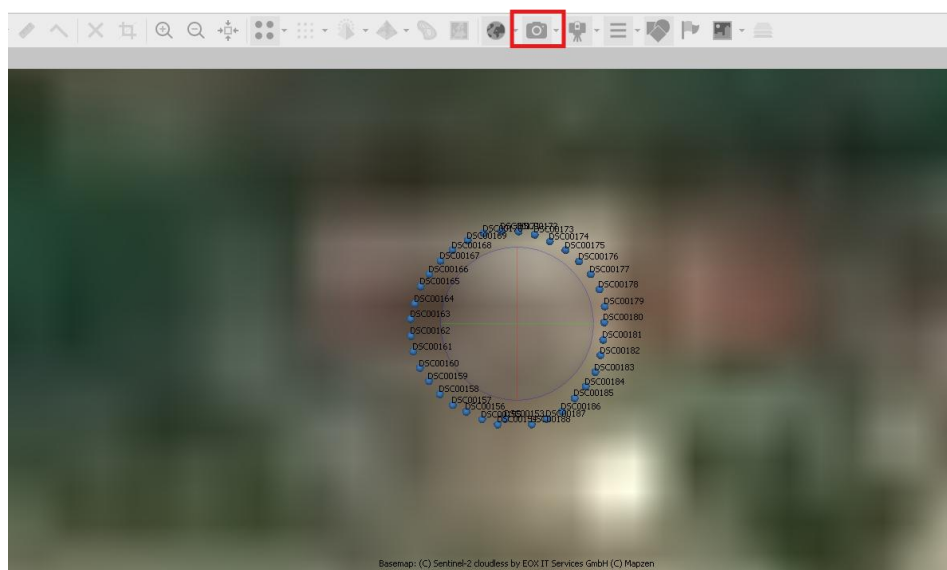 DSC00173
DSC00169
DSC00174
DSC00168
DSC00175
DSC00167
DSC00176
DSC00166
DSC00177
DSC00165
DSC00178
DSC00164
DSC00179
DSC00163
DSC00180
DSC00162
DSC00181
DSC00161
DSC00182
DSC00160
DSC00183
DSC00159
DSC00184
DSC00158
DSC00185
DSC00157
DSC00156
DSC00186
DSC00153
DSC00187
DSC00188
Basemap: (C) Sentinel-2 cloudless by EOX IT Services GmbH (C) Mapzen